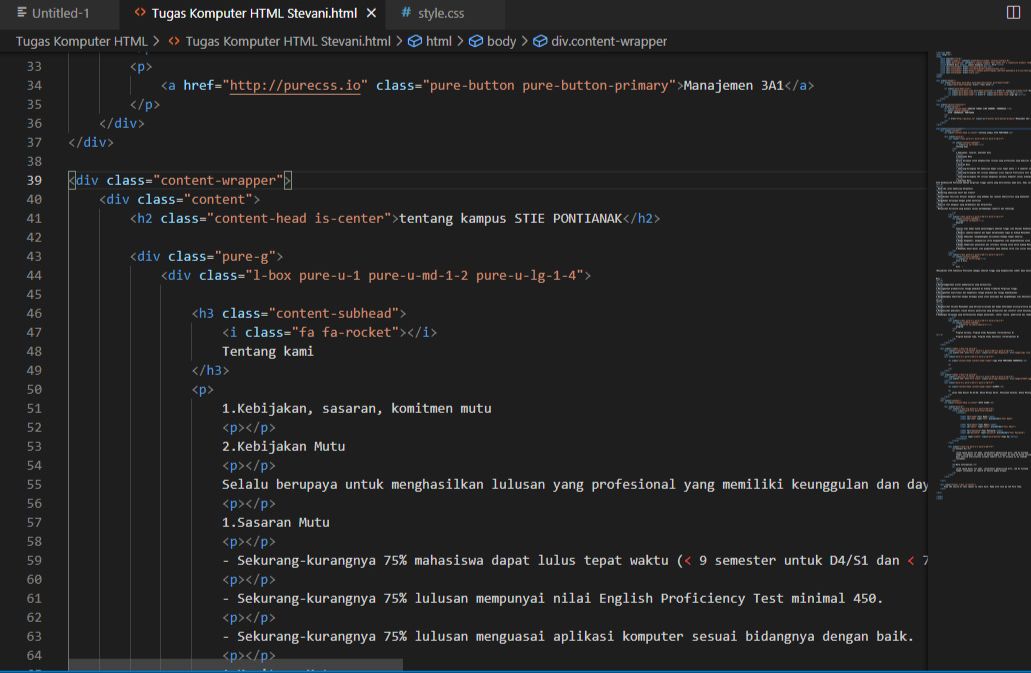 Untitled-1
Tugas Komputer HTML Stevani.html
# style.css
Tugas Komputer HTML > Tugas Komputer HTML Stevani.html > html > body > div.content-wrapper
33 <p>
34 <a href="http://purecss.io" class="pure-button pure-button-primary">Manajemen 3A1</a>
35 </p>
36 </div>
37 </div>
38
39 <div class="content-wrapper">
40 <div class="content">
41 <h2 class="content-head is-center">tentang kampus STIE PONTIANAK</h2>
42
43 <div class="pure-g">
44 <div class="l-box pure-u-1 pure-u-md-1-2 pure-u-lg-1-4">
45
46 <h3 class="content-subhead">
47 <i class="fa fa-rocket"></i>
48 Tentang kami
49 </h3>
50 <p>
51 1.Kebijakan, sasaran, komitmen mutu
52 <p></p>
53 2.Kebijakan Mutu
54 <p></p>
55 Selalu berupaya untuk menghasilkan lulusan yang profesional yang memiliki keunggulan dan day
56 <p></p>
57 1.Sasaran Mutu
58 <p></p>
59 - Sekurang-kurangnya 75% mahasiswa dapat lulus tepat waktu (< 9 semester untuk D4/S1 dan < 7
60 <p></p>
61 - Sekurang-kurangnya 75% lulusan mempunyai nilai English Proficiency Test minimal 450.
62 <p></p>
63 - Sekurang-kurangnya 75% lulusan menguasai aplikasi komputer sesuai bidangnya dengan baik.
64 <p></p>